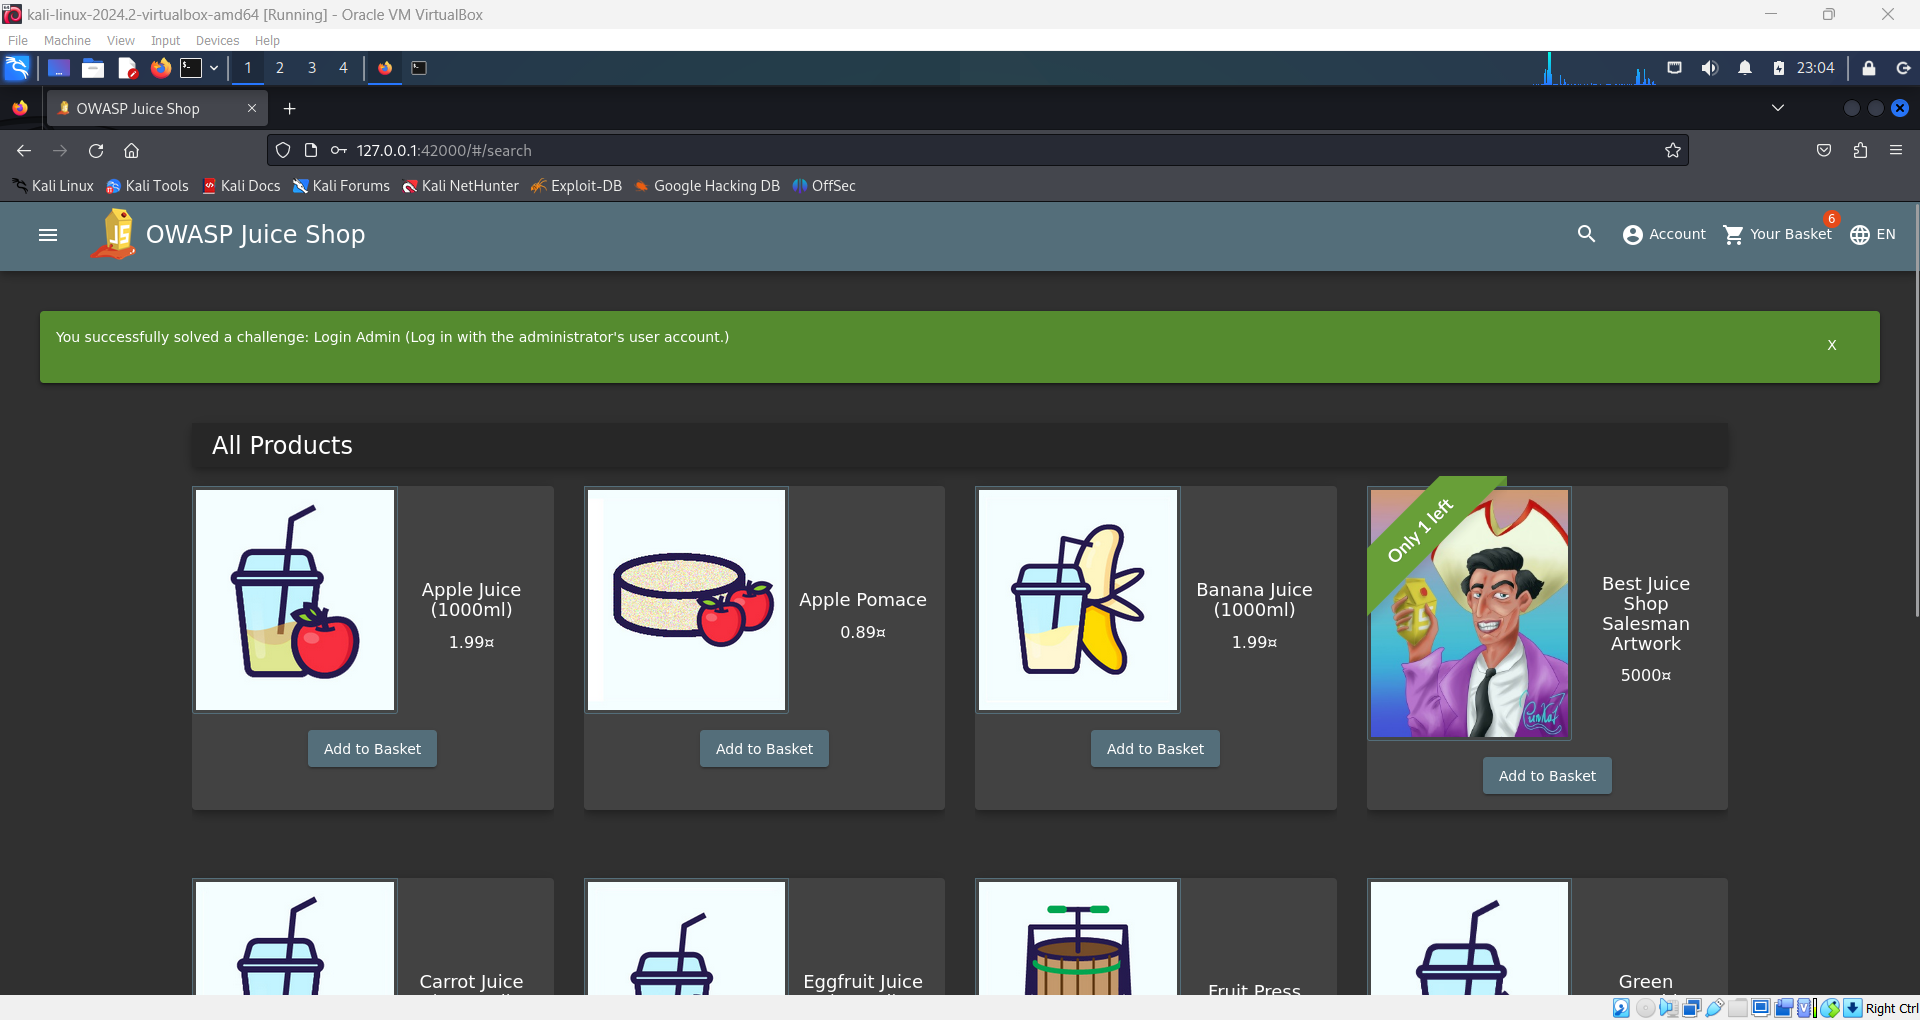 kali-linux-2024.2-virtualbox-amd64 [Running] - Oracle VM VirtualBox
File Machine View Input Devices Help
1 2 3 4 23:04
OWASP Juice Shop
127.0.0.1:42000/#/search
Kali Linux Kali Tools Kali Docs Kali Forums Kali NetHunter Exploit-DB Google Hacking DB OffSec
OWASP Juice Shop Account Your Basket 6 EN
You successfully solved a challenge: Login Admin (Log in with the administrator's user account.) X
All Products
Apple Juice
(1000ml)
1.99¤
Add to Basket
Apple Pomace
0.89¤
Add to Basket
Banana Juice
(1000ml)
1.99¤
Add to Basket
Only 1 left
Best Juice
Shop
Salesman
Artwork
5000¤
Add to Basket
Carrot Juice
Eggfruit Juice
Fruit Press
Green
Right Ctrl